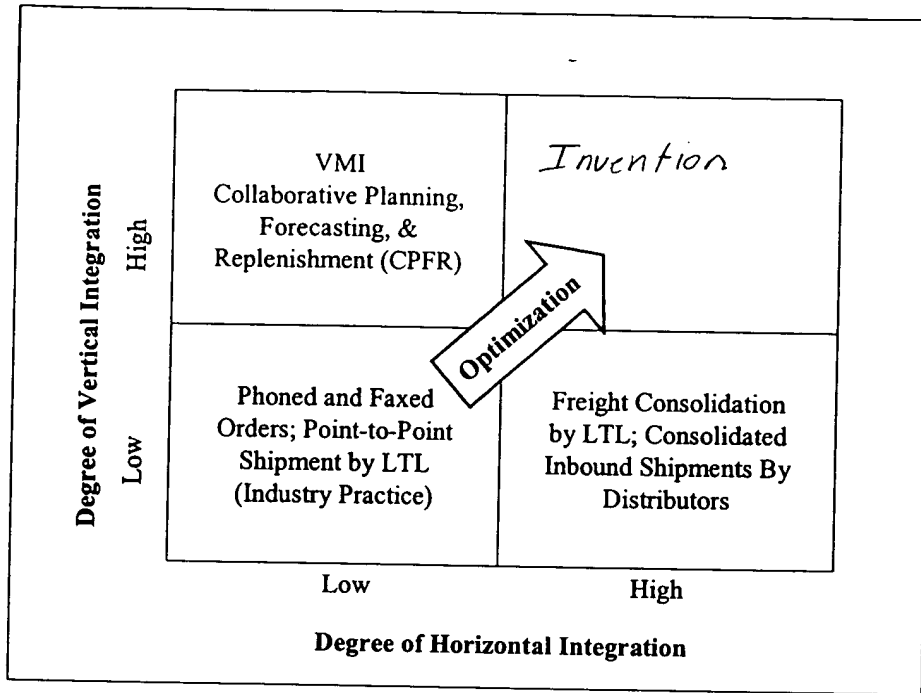 VMI
Collaborative Planning,
Forecasting, &
Replenishment (CPFR)
Invention
Optimization
Phoned and Faxed
Orders; Point-to-Point
Shipment by LTL
(Industry Practice)
Freight Consolidation
by LTL; Consolidated
Inbound Shipments By
Distributors
Degree of Vertical Integration
High
Low
Low
High
Degree of Horizontal Integration